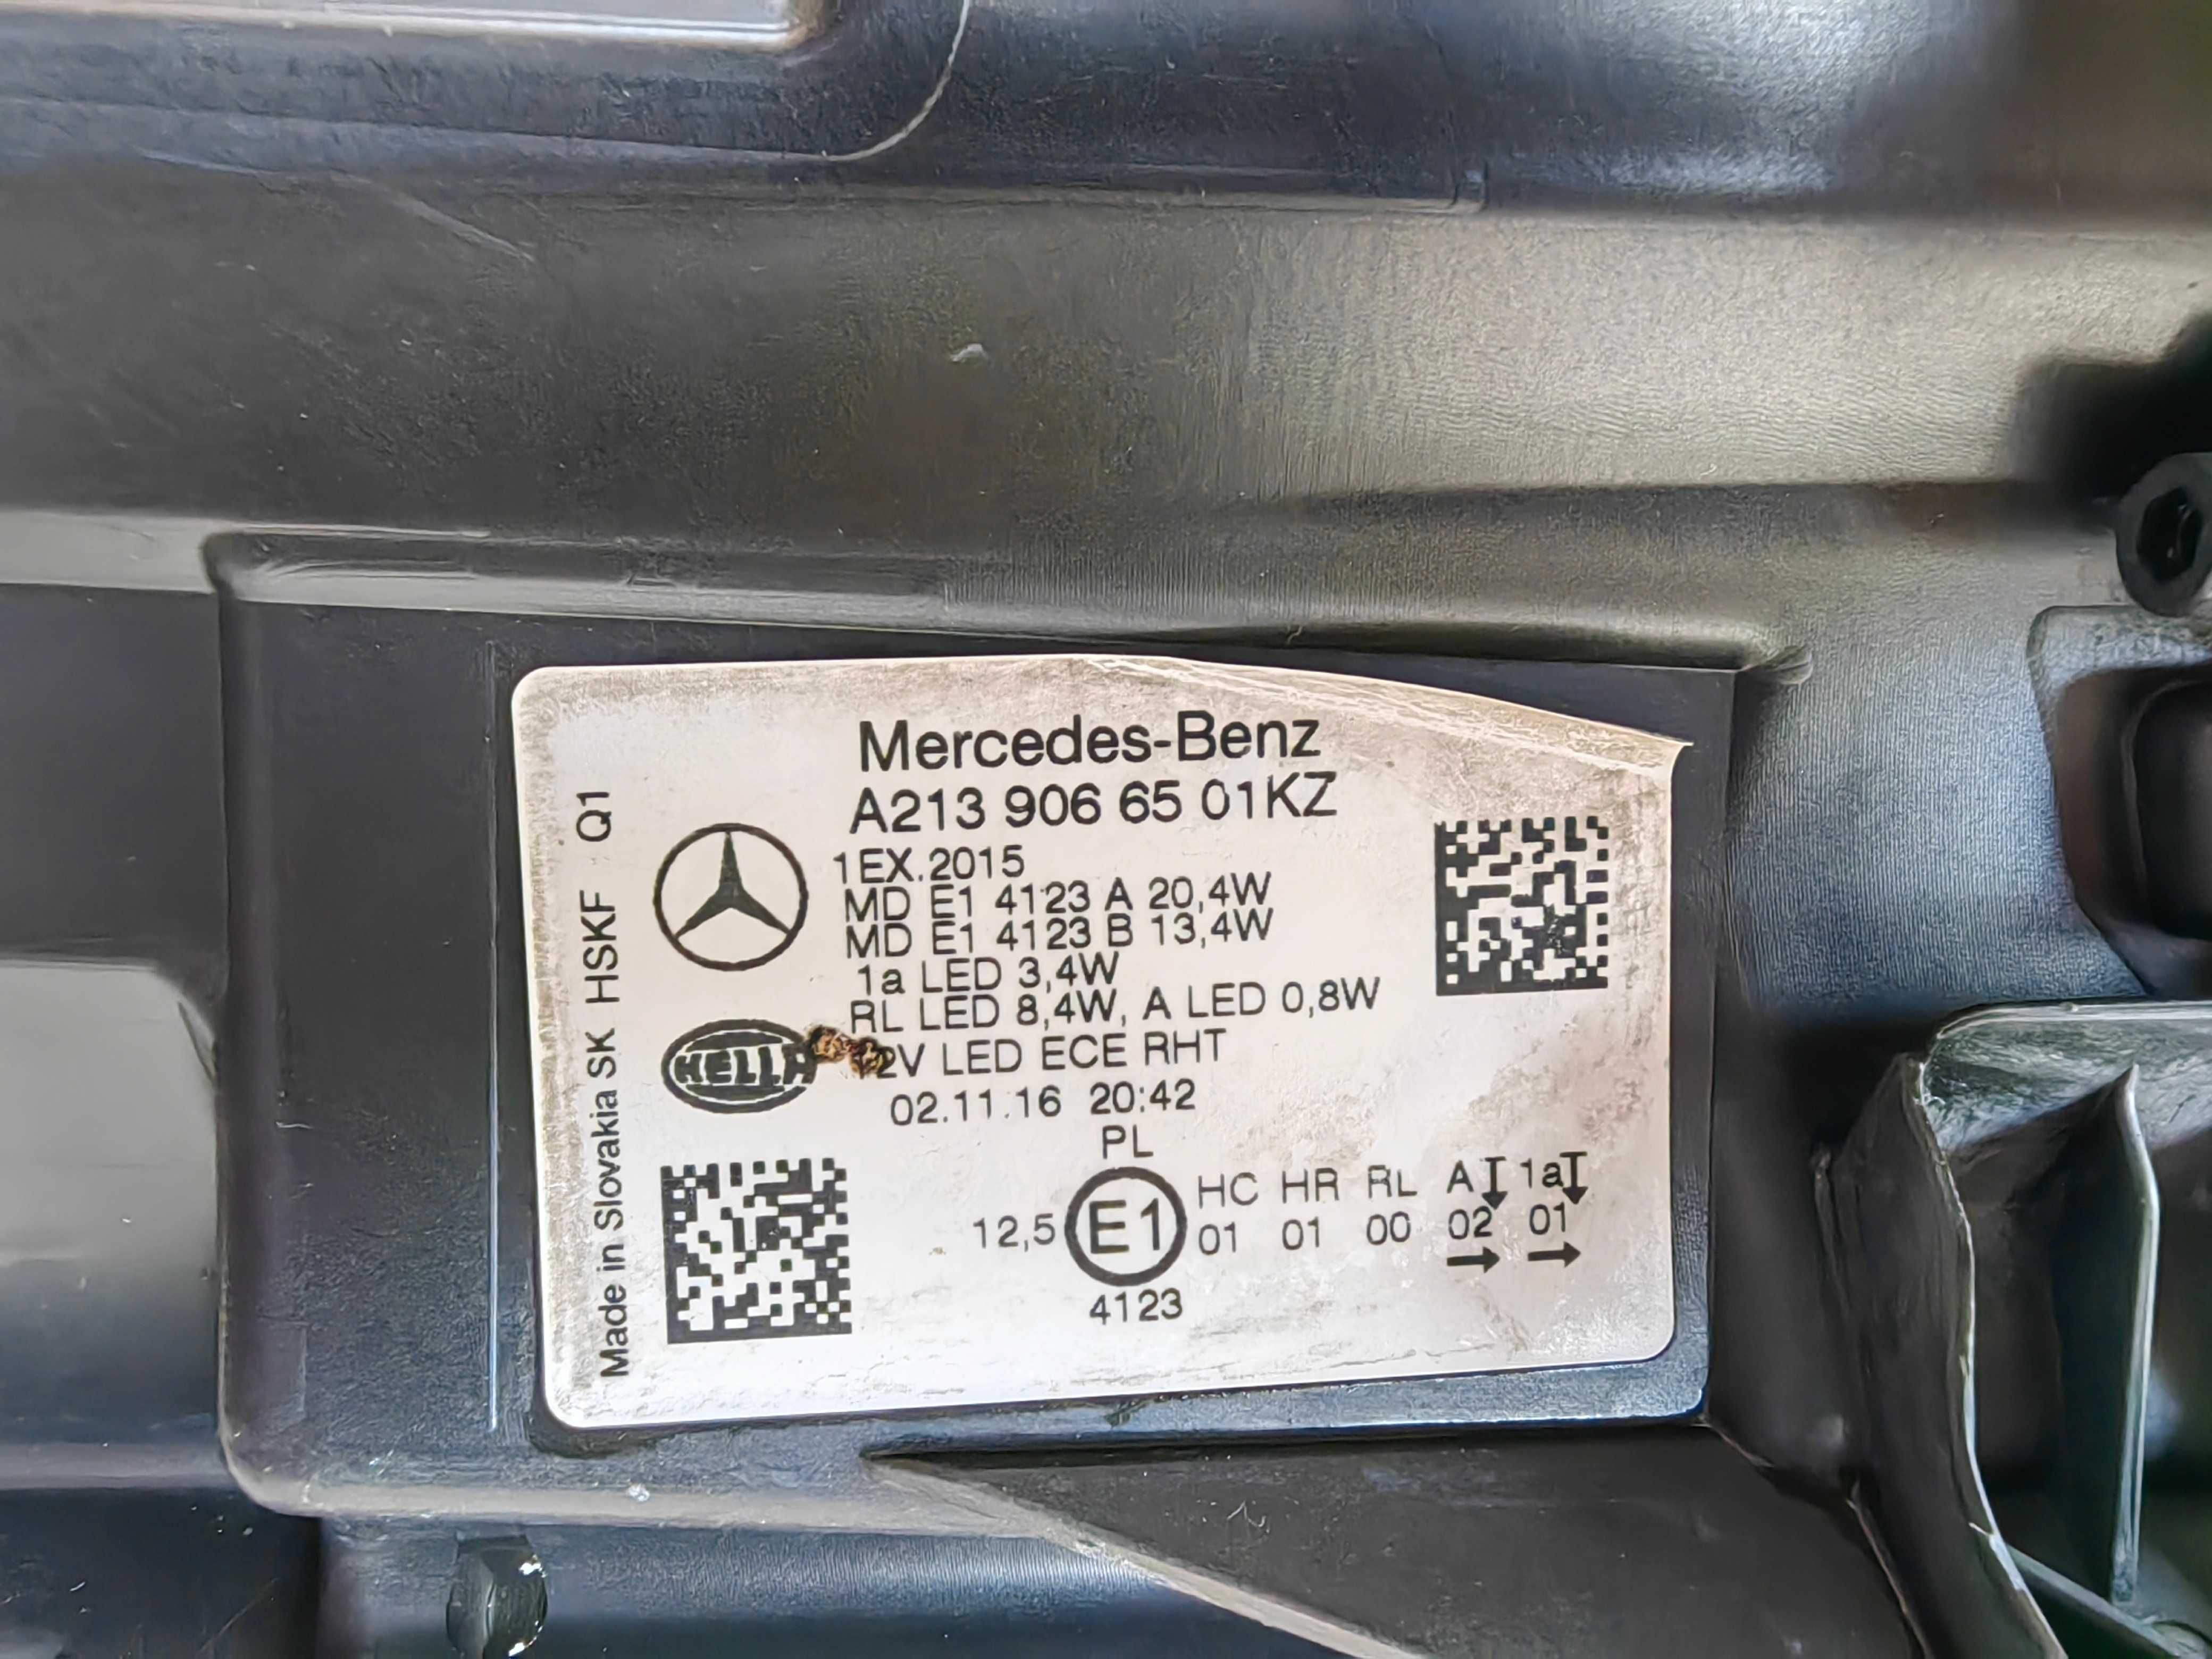 Mercedes-Benz
A213 906 65 01KZ
1EX.2015
MD E1 4123 A 20,4W
MD E1 4123 B 13,4W
1a LED 3,4W
RL LED 8,4W, A LED 0,8W
12V LED ECE RHT
02.11.16 20:42
PL
HC HR RL A 1a
12,5 E1 01 01 00 02 01
4123
HELLA
Made in Slovakia SK HSKF Q1